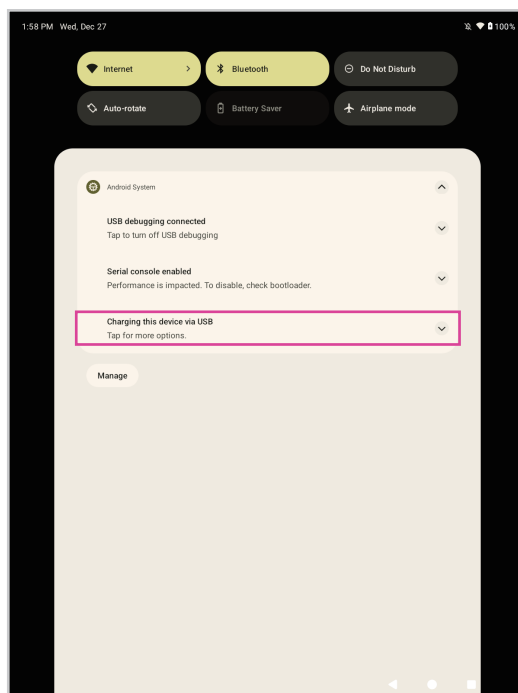 1:58 PM Wed, Dec 27
100%
Internet
Bluetooth
Do Not Disturb
Auto-rotate
Battery Saver
Airplane mode
Android System
USB debugging connected
Tap to turn off USB debugging
Serial console enabled
Performance is impacted. To disable, check bootloader.
Charging this device via USB
Tap for more options.
Manage